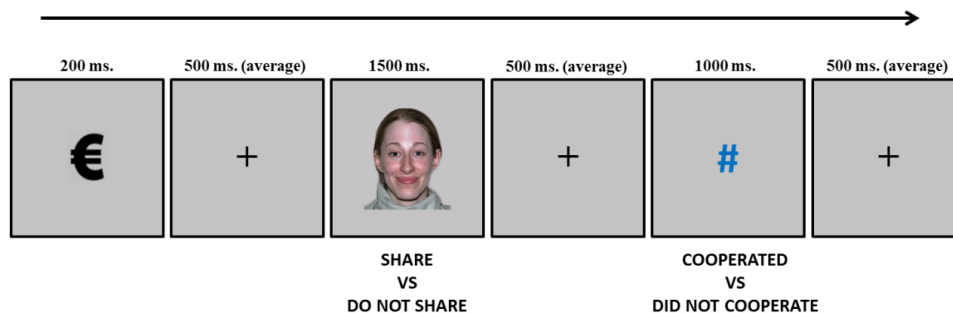 200 ms.
500 ms. (average)
1500 ms.
500 ms. (average)
1000 ms.
500 ms. (average)
€
+
+
#
+
SHARE
VS
DO NOT SHARE
COOPERATED
VS
DID NOT COOPERATE